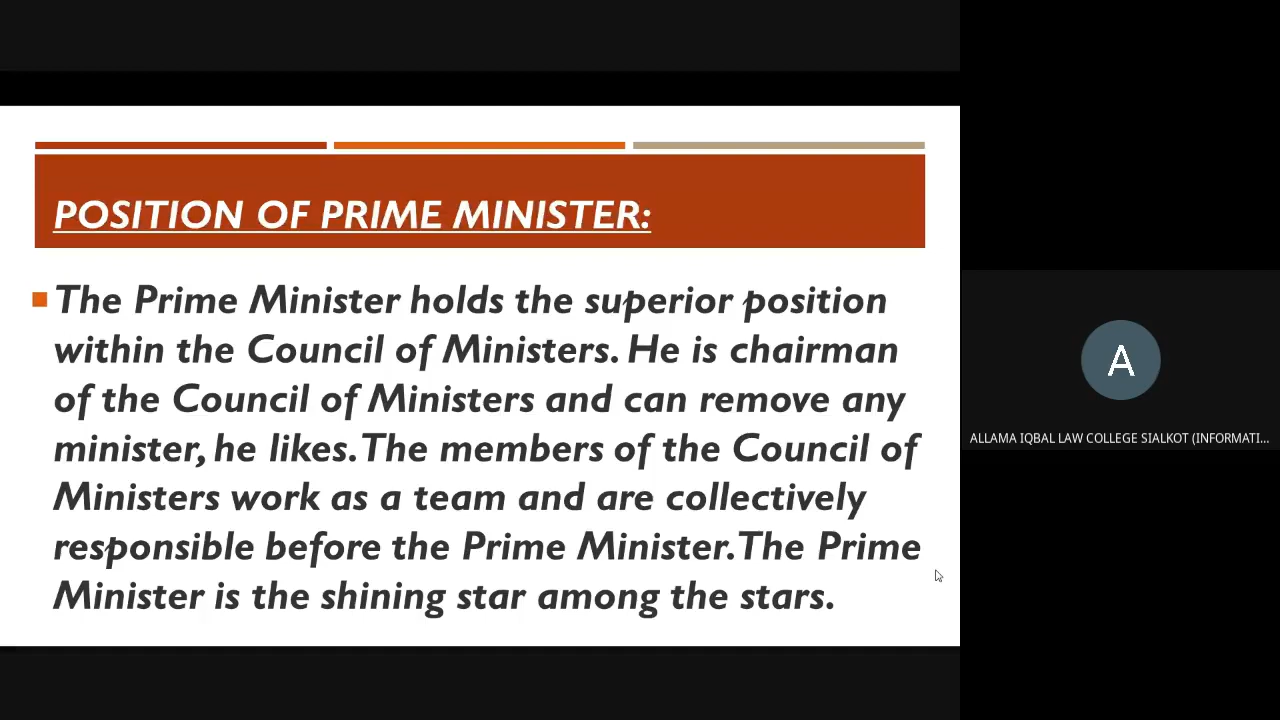 POSITION OF PRIME MINISTER:
The Prime Minister holds the superior position
within the Council of Ministers. He is chairman
of the Council of Ministers and can remove any
minister, he likes. The members of the Council of
Ministers work as a team and are collectively
responsible before the Prime Minister. The Prime
Minister is the shining star among the stars.
A
ALLAMA IQBAL LAW COLLEGE SIALKOT (INFORMATI...